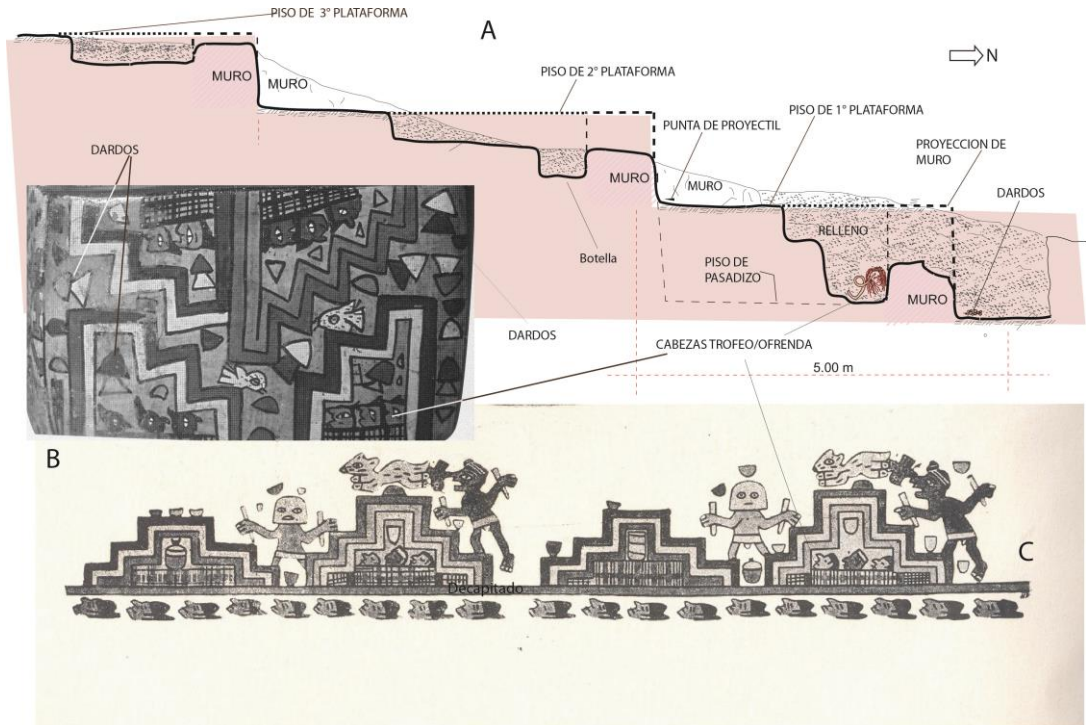 PISO DE 3° PLATAFORMA
A
N
MURO
MURO
PISO DE 2° PLATAFORMA
PISO DE 1° PLATAFORMA
PUNTA DE PROYECTIL
PROYECCION DE
MURO
DARDOS
MURO
MURO
DARDOS
RELLENO
Botella
PISO DE
PASADIZO
MURO
DARDOS
CABEZAS TROFEO/OFRENDA
5.00 m
B
C
Decapitado